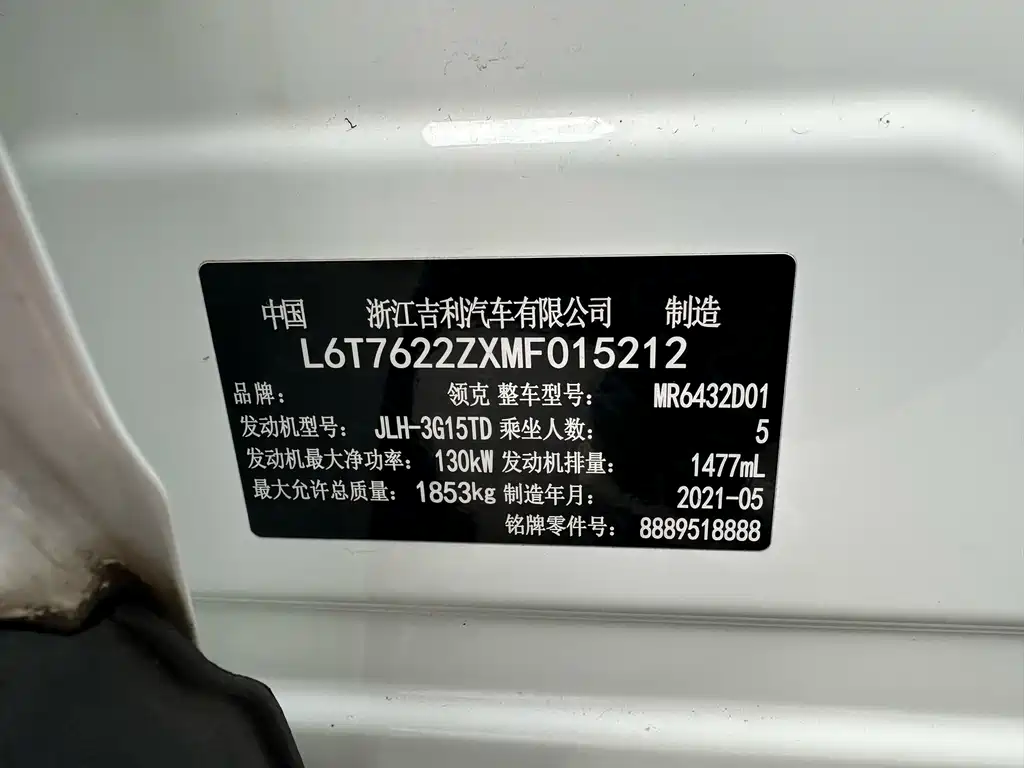 中国 浙江吉利汽车有限公司 制造
L6T7622ZXMF015212
品牌： 领克 整车型号： MR6432D01
发动机型号： JLH-3G15TD 乘坐人数： 5
发动机最大净功率： 130kW 发动机排量： 1477mL
最大允许总质量： 1853kg 制造年月： 2021-05
铭牌零件号： 8889518888